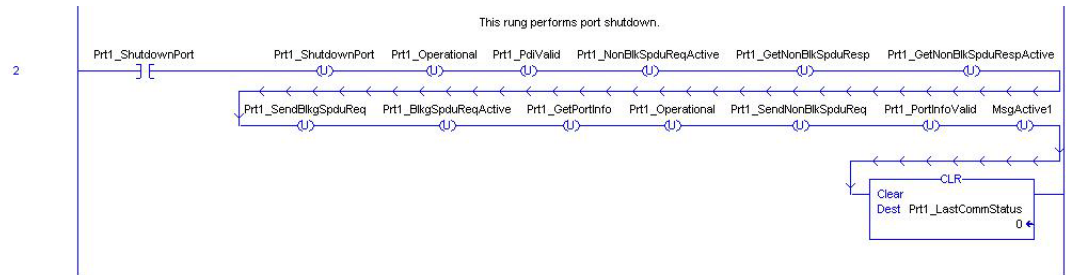 This rung performs port shutdown.
Prt1_ShutdownPort Prt1_ShutdownPort Prt1_Operational Prt1_PdiValid Prt1_NonBlkSpduReqActive Prt1_GetNonBlkSpduResp Prt1_GetNonBlkSpduRespActive
2 U U U U U U
Prt1_SendBlkgSpduReq Prt1_BlkgSpduReqActive Prt1_GetPortInfo Prt1_Operational Prt1_SendNonBlkSpduReq Prt1_PortInfoValid MsgActive1
U U U U U U U
CLR
Clear
Dest Prt1_LastCommStatus
0